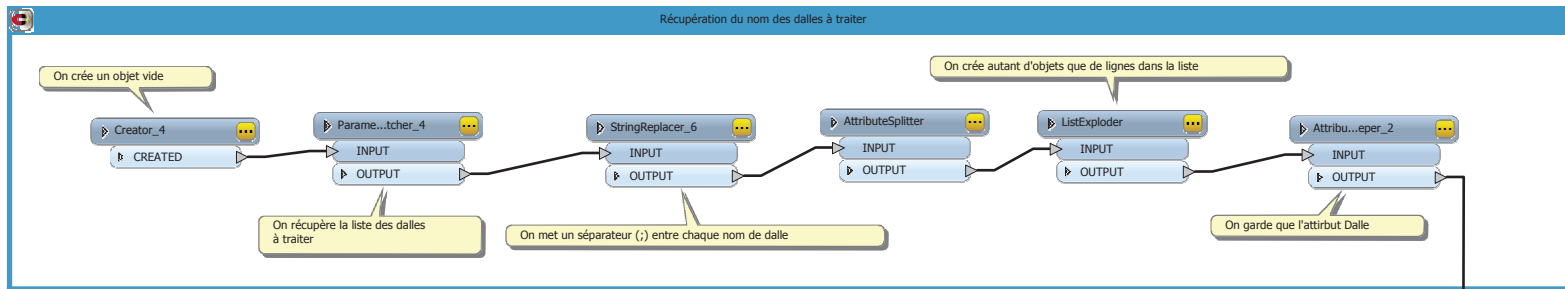 Récupération du nom des dalles à traiter
On crée un objet vide
On crée autant d'objets que de lignes dans la liste
Creator_4
CREATED
Parame...tcher_4
INPUT
OUTPUT
StringReplacer_6
INPUT
OUTPUT
AttributeSplitter
INPUT
OUTPUT
ListExploder
INPUT
OUTPUT
Attribu...eper_2
INPUT
OUTPUT
On récupère la liste des dalles
à traiter
On met un séparateur (;) entre chaque nom de dalle
On garde que l'attirbut Dalle